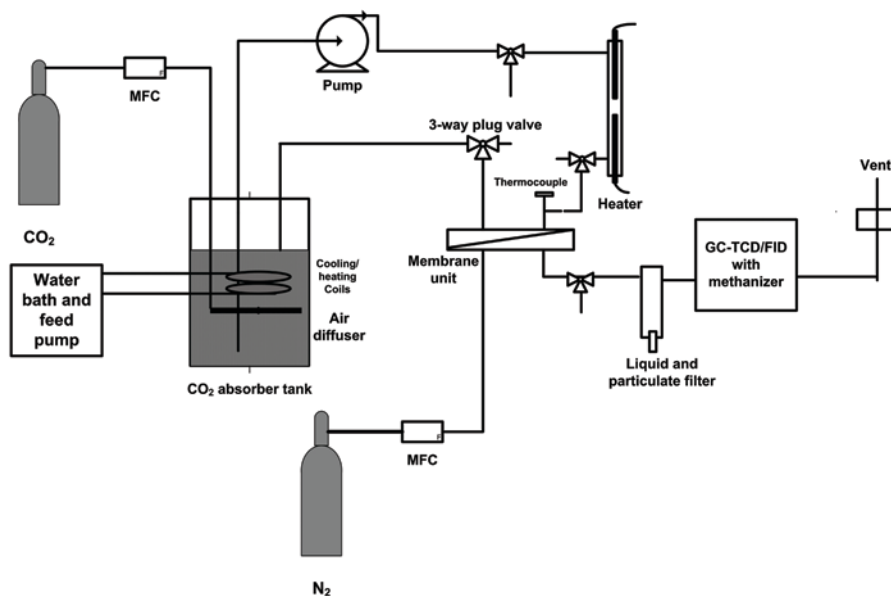 Pump
MFC
F
3-way plug valve
Thermocouple
Vent
Heater
CO₂
GC-TCD/FID
with
methanizer
Membrane
unit
Cooling/
heating
Coils
Water
bath and
feed
pump
Air
diffuser
Liquid and
particulate filter
CO₂ absorber tank
F
MFC
N₂